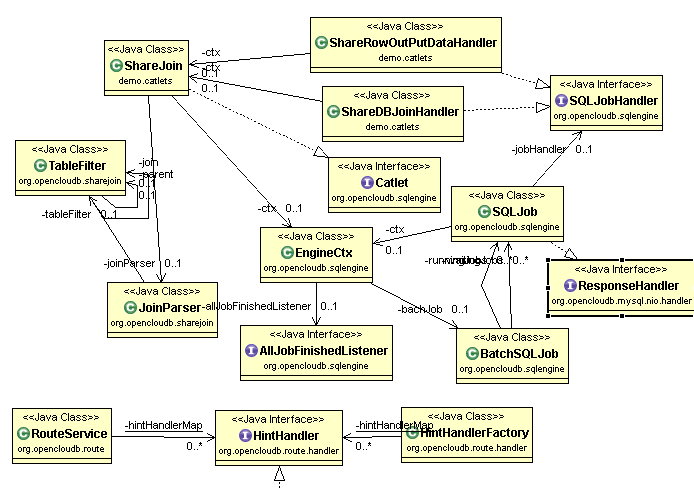 <<Java Class>>
ShareJoin
demo.catlets
<<Java Class>>
ShareRowOutPutDataHandler
demo.catlets
-ctx
-ctx
0..1
0..1
<<Java Class>>
ShareDBJoinHandler
demo.catlets
<<Java Interface>>
SQLJobHandler
org.opencloudb.sqlengine
<<Java Class>>
TableFilter
org.opencloudb.sharejoin
-join
-parent
0..1
0..1
-tableFilter
0..1
<<Java Interface>>
Catlet
org.opencloudb.sqlengine
-jobHandler
0..1
<<Java Class>>
SQLJob
org.opencloudb.sqlengine
-ctx
0..1
-ctx
0..1
<<Java Class>>
EngineCtx
org.opencloudb.sqlengine
0..*
0..*
-joinParser
0..1
<<Java Interface>>
ResponseHandler
org.opencloudb.mysql.nio.handler
<<Java Class>>
JoinParser
org.opencloudb.sharejoin
-allJobFinishedListener
0..1
-bachJob
0..1
<<Java Interface>>
AllJobFinishedListener
org.opencloudb.sqlengine
<<Java Class>>
BatchSQLJob
org.opencloudb.sqlengine
<<Java Class>>
RouteService
org.opencloudb.route
-hintHandlerMap
0..*
<<Java Interface>>
HintHandler
org.opencloudb.route.handler
-hintHandlerMap
0..*
<<Java Class>>
HintHandlerFactory
org.opencloudb.route.handler